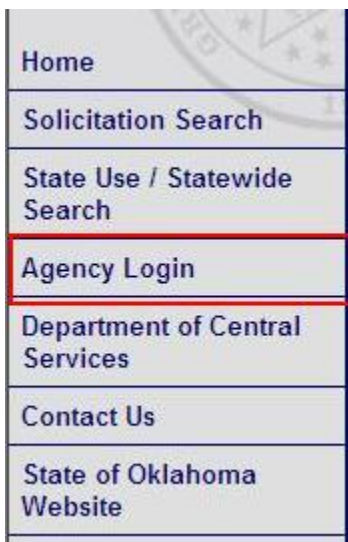 Home
Solicitation Search
State Use / Statewide
Search
Agency Login
Department of Central
Services
Contact Us
State of Oklahoma
Website